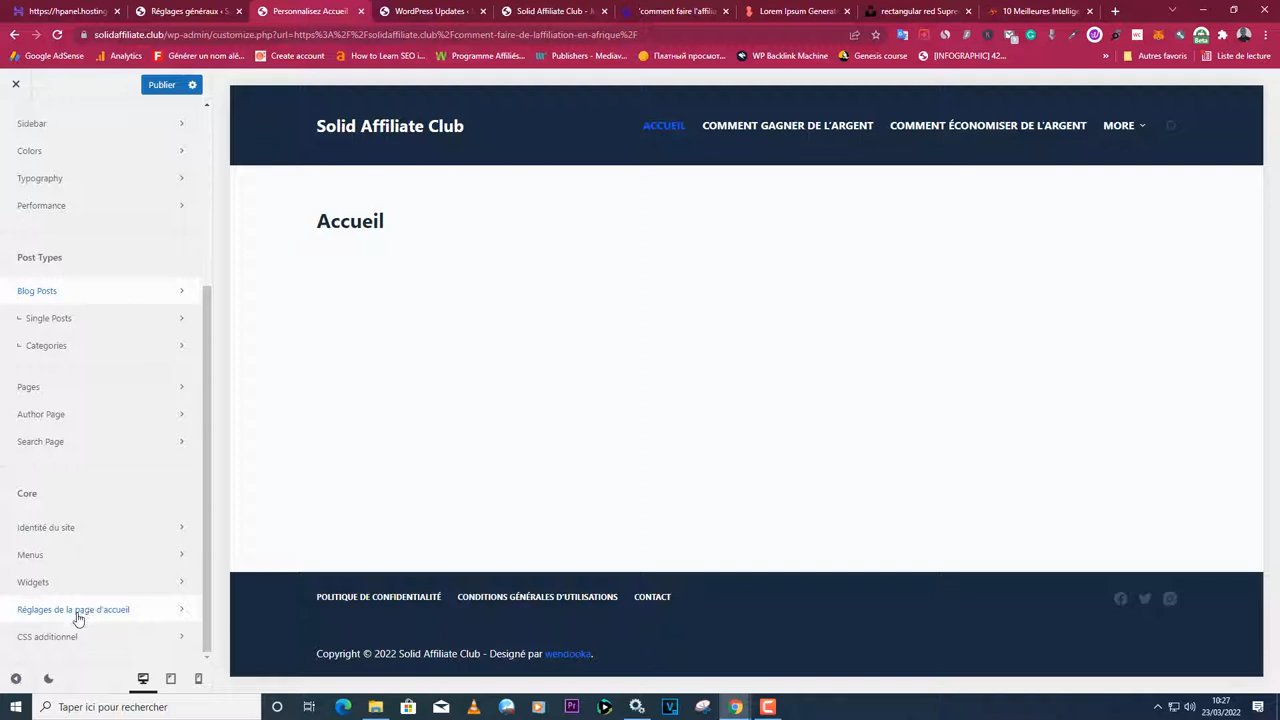 https://hpanel.hosting
Réglages généraux ‹ S
Personnalisez Accueil
WordPress Updates ‹ M
Solid Affiliate Club -
'comment faire l'affilia
Lorem Ipsum Generat
rectangular red Supre
10 Meilleures Intellige
solidaffiliate.club/wp-admin/customize.php?url=https%3A%2F%2Fsolidaffiliate.club%2Fcomment-faire-de-laffiliation-en-afrique%2F
Google AdSense
Analytics
Générer un nom alé...
Create account
How to Learn SEO i...
Programme Affiliés...
Publishers - Mediav...
Платный просмот...
WP Backlink Machine
Genesis course
[INFOGRAPHIC] 42...
»
Autres favoris
Liste de lecture
Publier
Sidebar
Colors
Typography
Performance
Post Types
Blog Posts
Single Posts
Categories
Pages
Author Page
Search Page
Core
Identité du site
Menus
Widgets
Réglages de la page d'accueil
CSS additionnel
Solid Affiliate Club
ACCUEIL
COMMENT GAGNER DE L'ARGENT
COMMENT ÉCONOMISER DE L'ARGENT
MORE
Accueil
POLITIQUE DE CONFIDENTIALITÉ
CONDITIONS GÉNÉRALES D'UTILISATIONS
CONTACT
Copyright © 2022 Solid Affiliate Club - Designé par wendooka.
Taper ici pour rechercher
10:27
23/03/2022